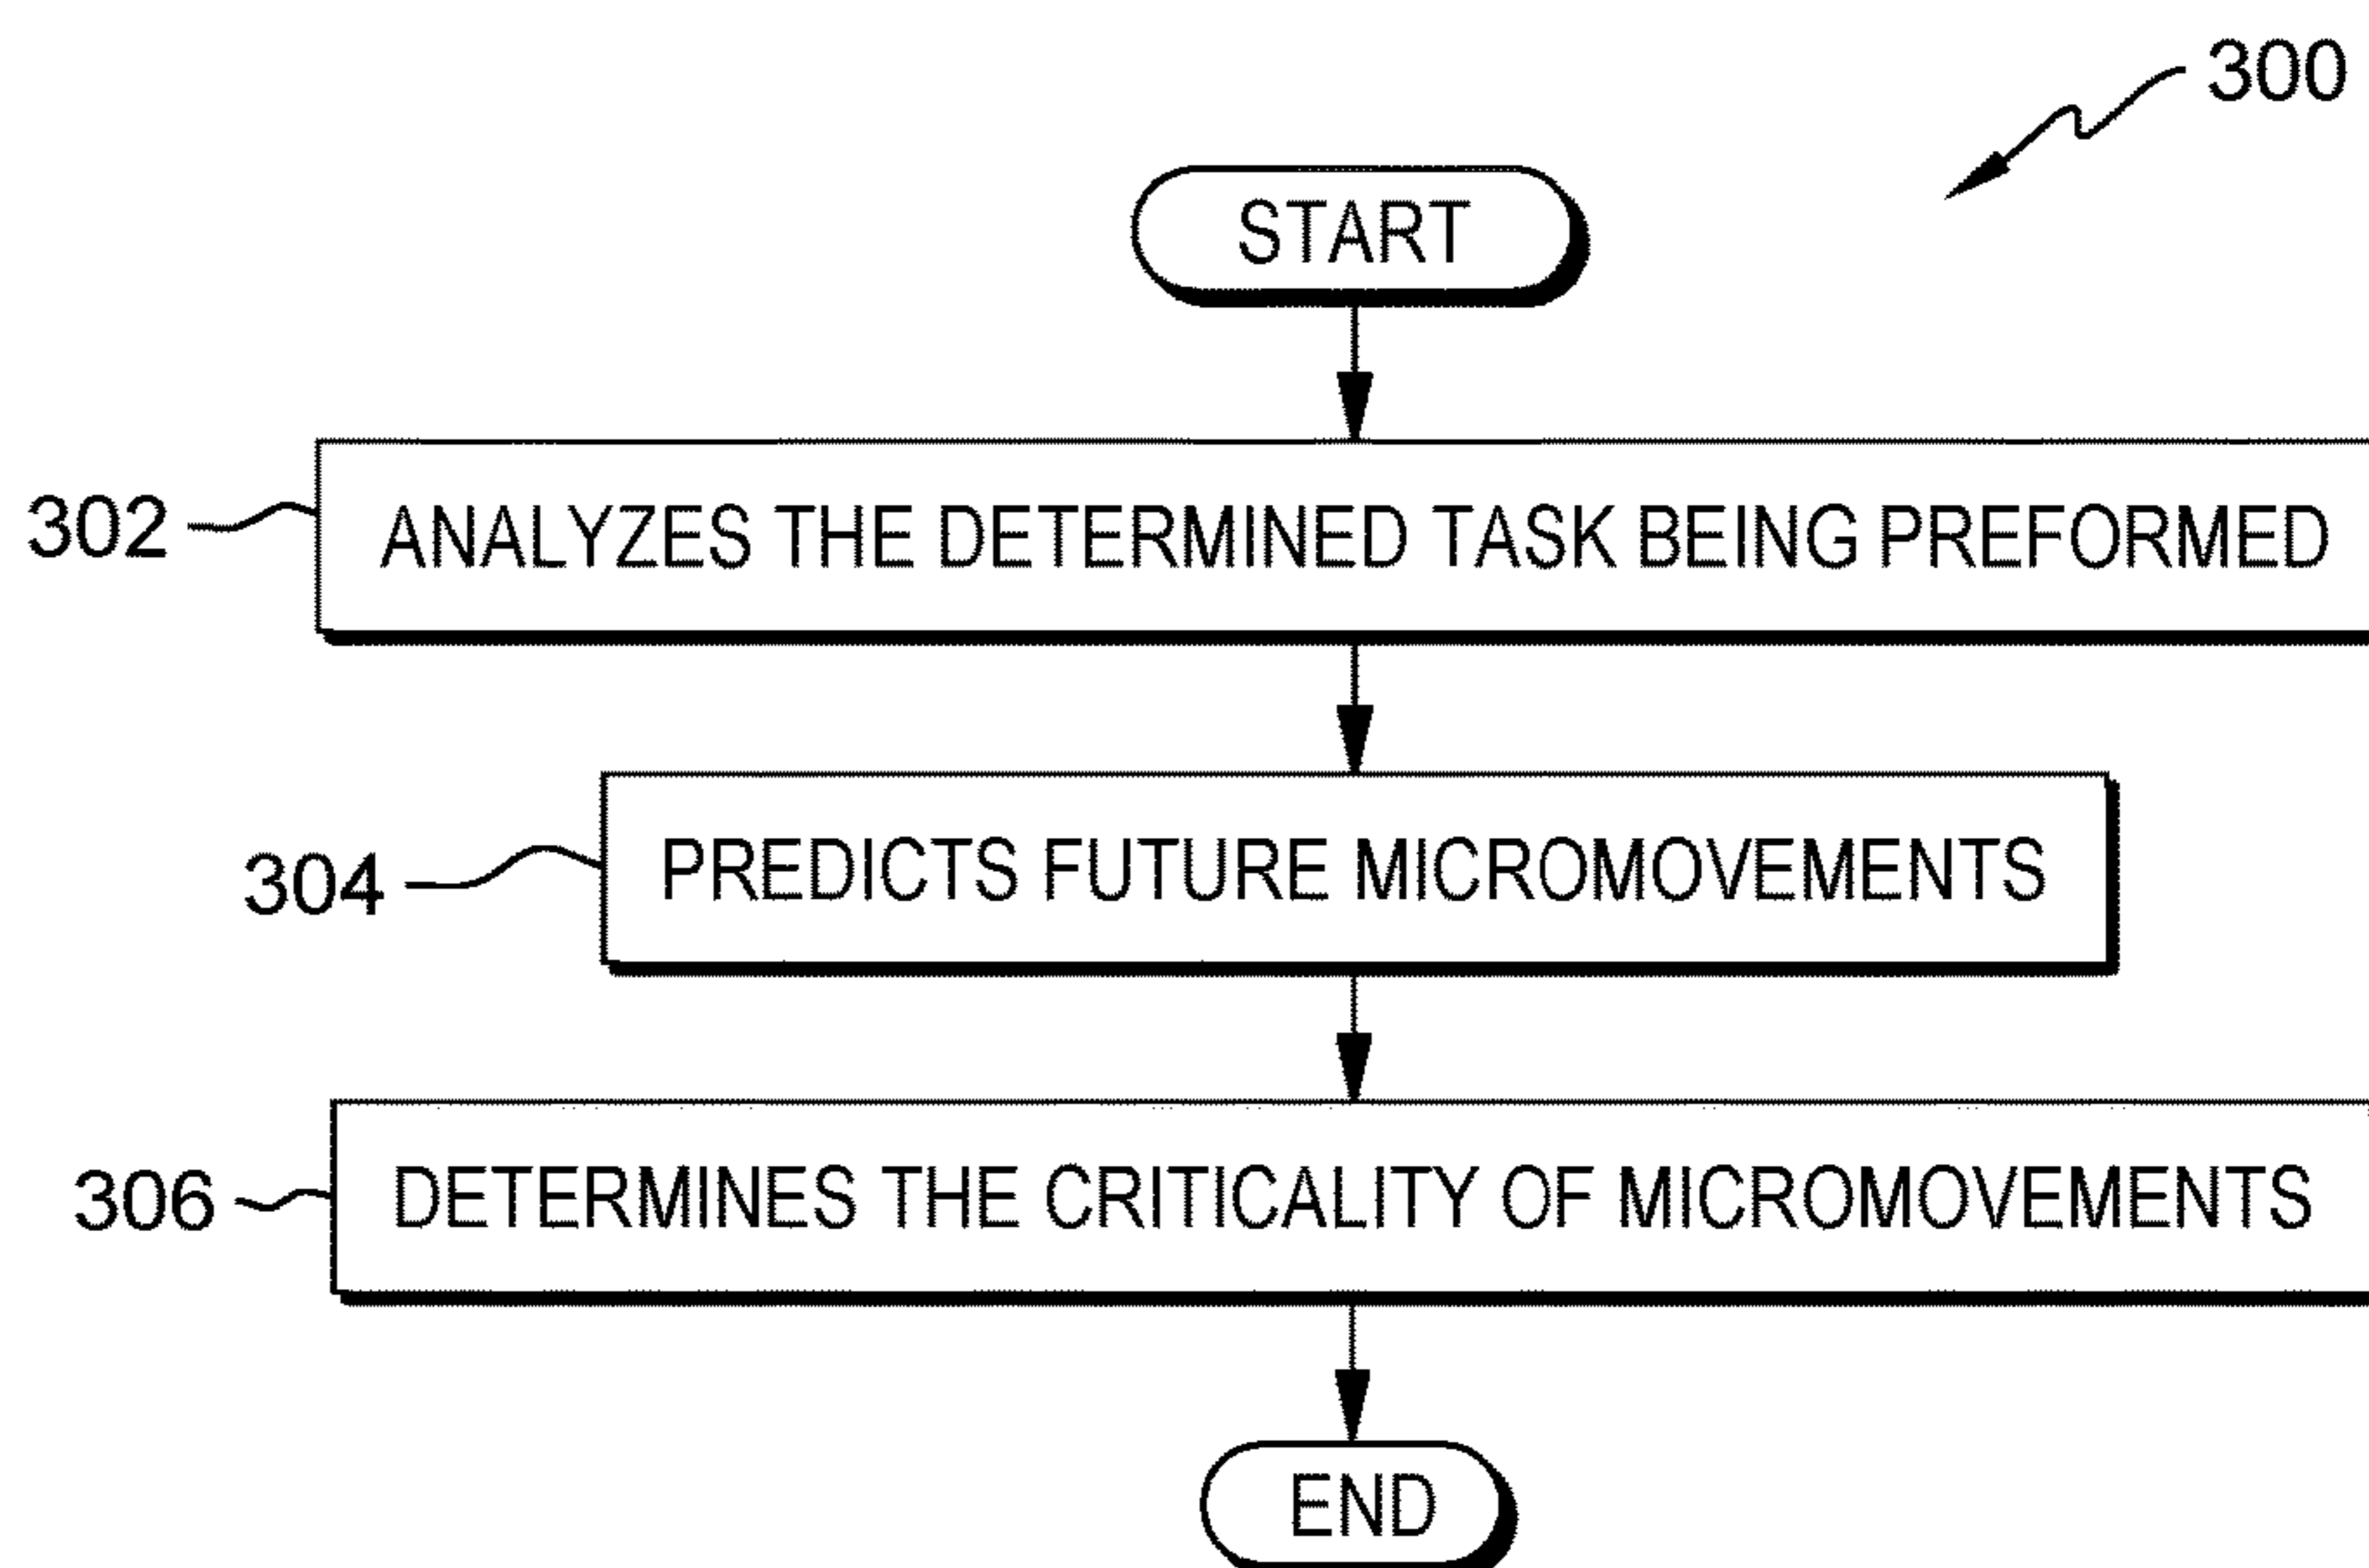 300
START
302 ANALYZES THE DETERMINED TASK BEING PREFORMED
304 PREDICTS FUTURE MICROMOVEMENTS
306 DETERMINES THE CRITICALITY OF MICROMOVEMENTS
END